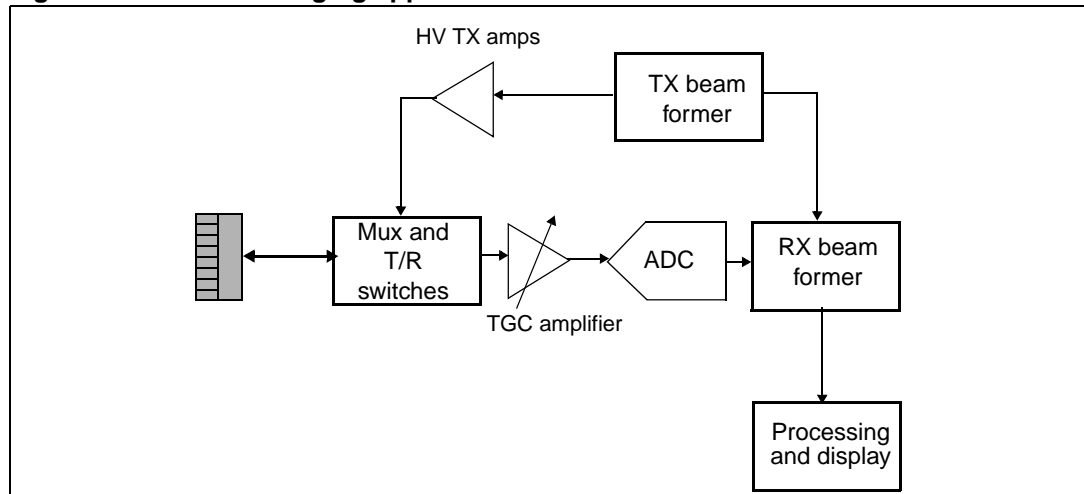 HV TX amps
TX beam
former
Mux and
T/R
switches
TGC amplifier
ADC
RX beam
former
Processing
and display